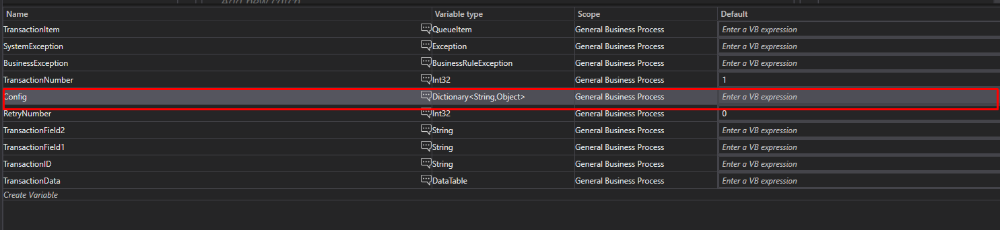 Add new catch
Name Variable type Scope Default
TransactionItem QueueItem General Business Process Enter a VB expression
SystemException Exception General Business Process Enter a VB expression
BusinessException BusinessRuleException General Business Process Enter a VB expression
TransactionNumber Int32 General Business Process 1
Config Dictionary<String,Object> General Business Process Enter a VB expression
RetryNumber Int32 General Business Process 0
TransactionField2 String General Business Process Enter a VB expression
TransactionField1 String General Business Process Enter a VB expression
TransactionID String General Business Process Enter a VB expression
TransactionData DataTable General Business Process Enter a VB expression
Create Variable